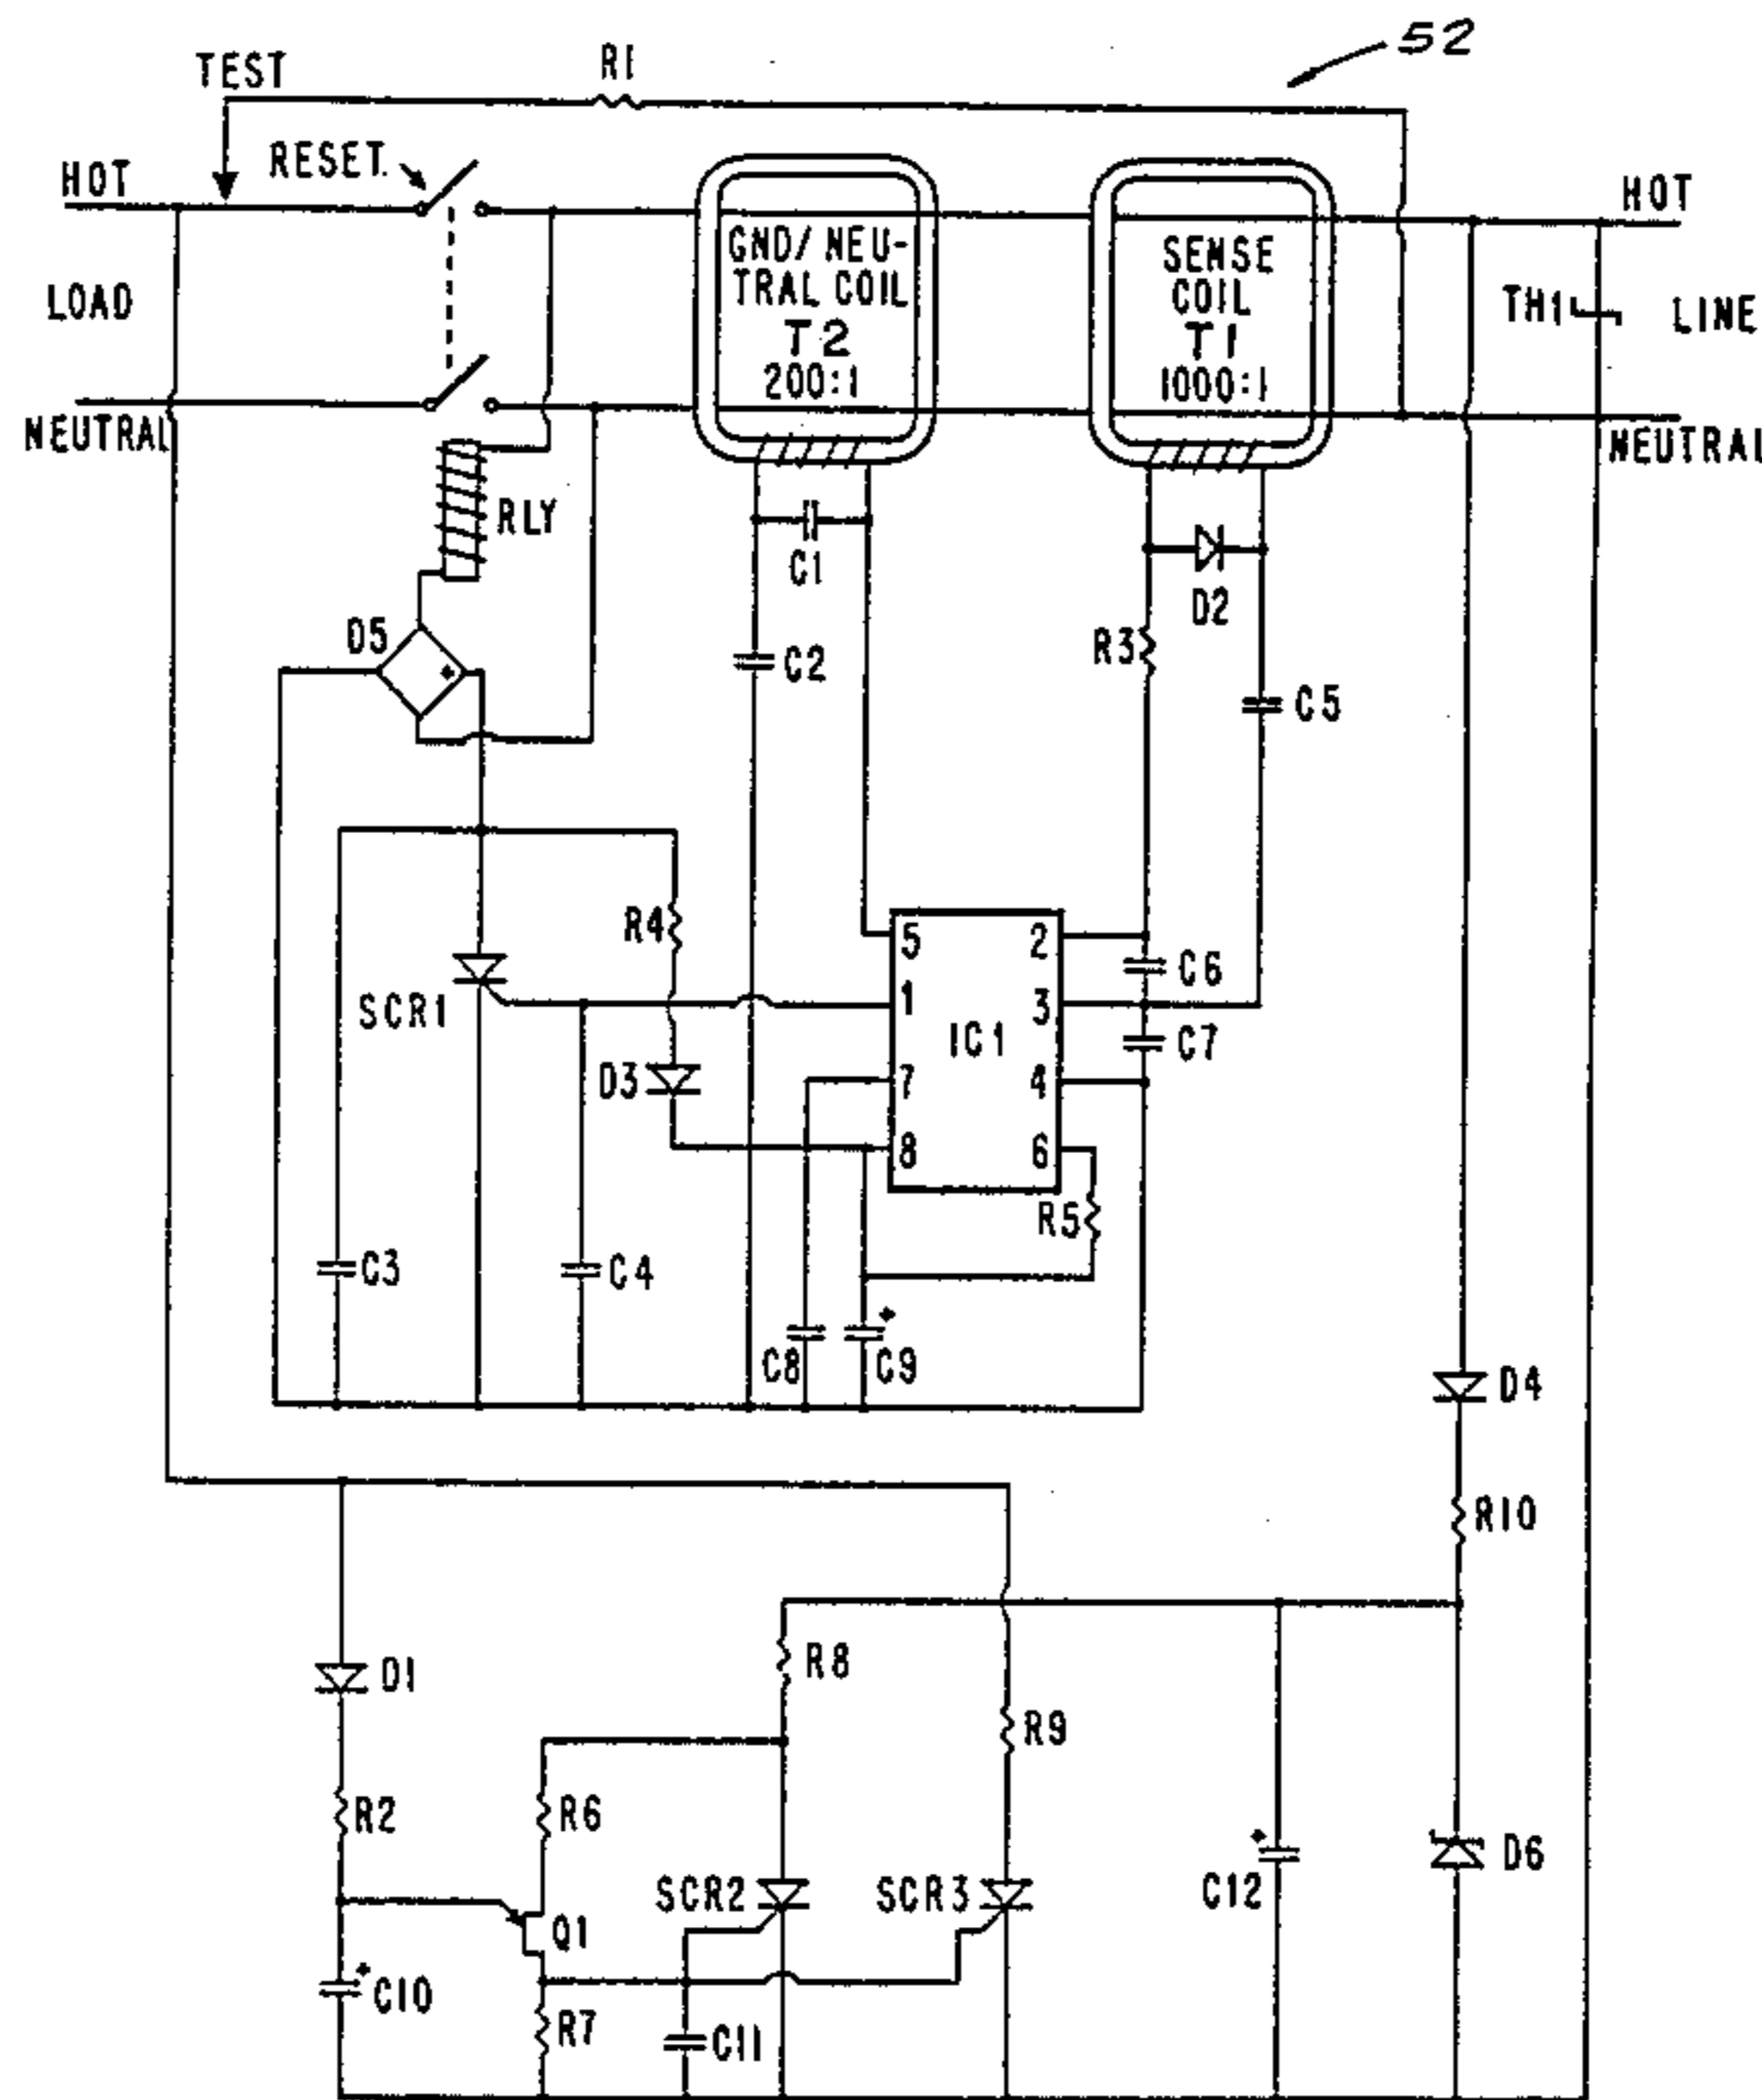 52
TEST
R1
HOT
RESET
HOT
GND/NEU-
TRAL COIL
T2
200:1
SENSE
COIL
T1
1000:1
LOAD
TH1
LINE
NEUTRAL
NEUTRAL
RLY
C1
D2
D5
C2
R3
C5
R4
5
2
C6
SCR1
1
3
IC1
C7
D3
7
4
8
6
R5
C3
C4
C8
C9
D4
R10
D1
R8
R9
R2
R6
SCR2
SCR3
C12
D6
Q1
C10
R7
C11